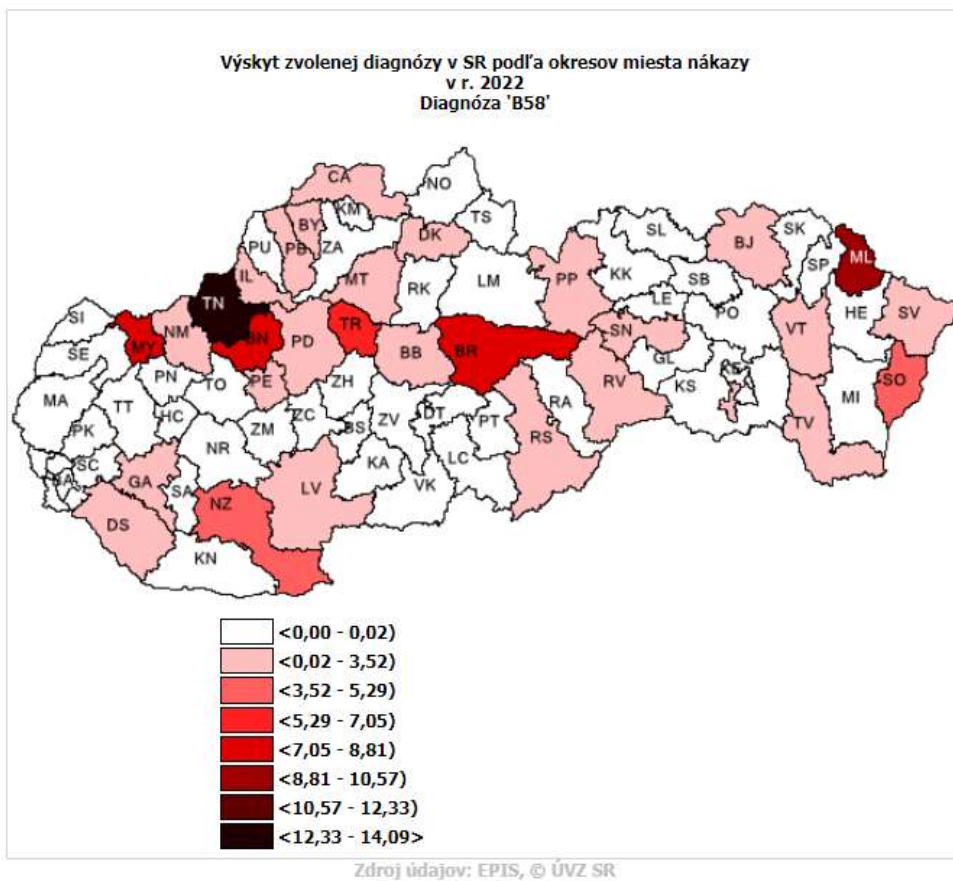 Výskyt zvolenej diagnózy v SR podľa okresov miesta nákazy
v r. 2022
Diagnóza 'B58'
CA
NO
KM
TS
BY
PU
PB
ZA
DK
SL
BJ
SK
SP
ML
IL
MT
LM
PP
KK
SB
TN
RK
LE
PO
HE
SV
SI
MY
NM
BN
PD
TR
BB
BR
SN
VT
SE
GL
KS
KE
SO
PN
TO
PE
ZH
RV
MA
TT
HC
ZC
ZV
DT
PT
RA
MI
PK
NR
ZM
BS
RS
TV
SC
BA
GA
SA
NZ
LV
KA
VK
LC
DS
KN
<0,00 - 0,02)
<0,02 - 3,52)
<3,52 - 5,29)
<5,29 - 7,05)
<7,05 - 8,81)
<8,81 - 10,57)
<10,57 - 12,33)
<12,33 - 14,09>
Zdroj údajov: EPIS, © ÚVZ SR